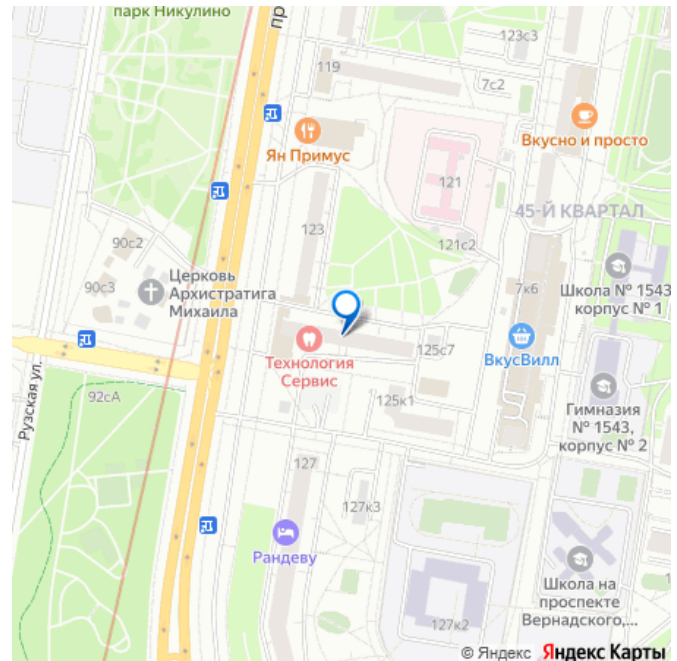 парк Никулино
пр
123с3
119
7с2
Ян Примус
Вкусно и просто
121
45-Й КВАРТАЛ
123
121с2
90с2
90с3
Церковь
Архистратига
Михаила
7к6
Школа № 1543,
корпус № 1
ВкусВилл
Технология
Сервис
125с7
Рузская ул.
92сА
125к1
Гимназия
№ 1543,
корпус № 2
127
127к3
Рандеву
Школа на
проспекте
Вернадского,...
127к2
© Яндекс Яндекс Карты